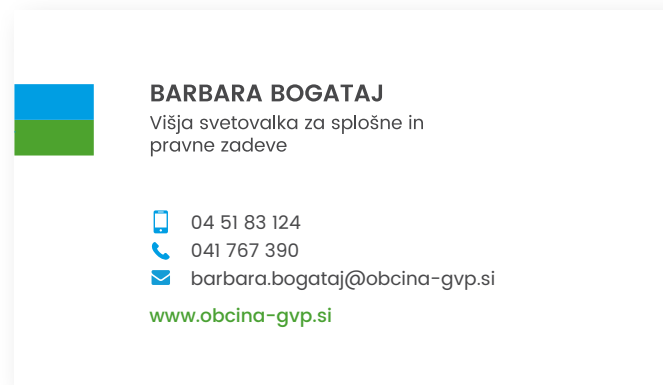 BARBARA BOGATAJ
Višja svetovalka za splošne in
pravne zadeve
04 51 83 124
041 767 390
barbara.bogataj@obcina-gvp.si
www.obcina-gvp.si